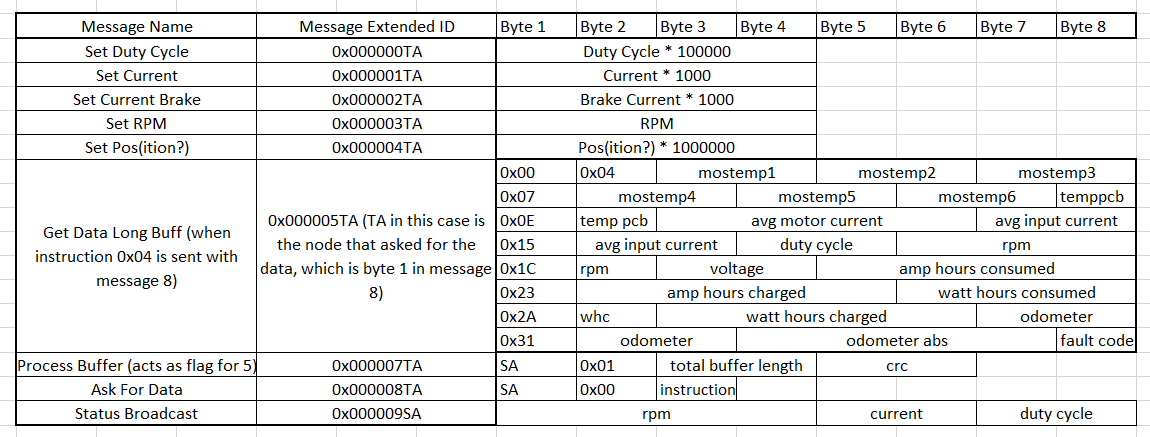 Message Name Message Extended ID Byte 1 Byte 2 Byte 3 Byte 4 Byte 5 Byte 6 Byte 7 Byte 8
Set Duty Cycle 0x000000TA Duty Cycle * 100000
Set Current 0x000001TA Current * 1000
Set Current Brake 0x000002TA Brake Current * 1000
Set RPM 0x000003TA RPM
Set Pos(ition?) 0x000004TA Pos(ition?) * 1000000
Get Data Long Buff (when
instruction 0x04 is sent with
message 8)
0x000005TA (TA in this case is
the node that asked for the
data, which is byte 1 in message
8)
0x00 0x04 mostemp1 mostemp2 mostemp3
0x07 mostemp4 mostemp5 mostemp6 temppcb
0x0E temp pcb avg motor current avg input current
0x15 avg input current duty cycle rpm
0x1C rpm voltage amp hours consumed
0x23 amp hours charged watt hours consumed
0x2A whc watt hours charged odometer
0x31 odometer odometer abs fault code
Process Buffer (acts as flag for 5) 0x000007TA SA 0x01 total buffer length crc
Ask For Data 0x000008TA SA 0x00 instruction
Status Broadcast 0x000009SA rpm current duty cycle